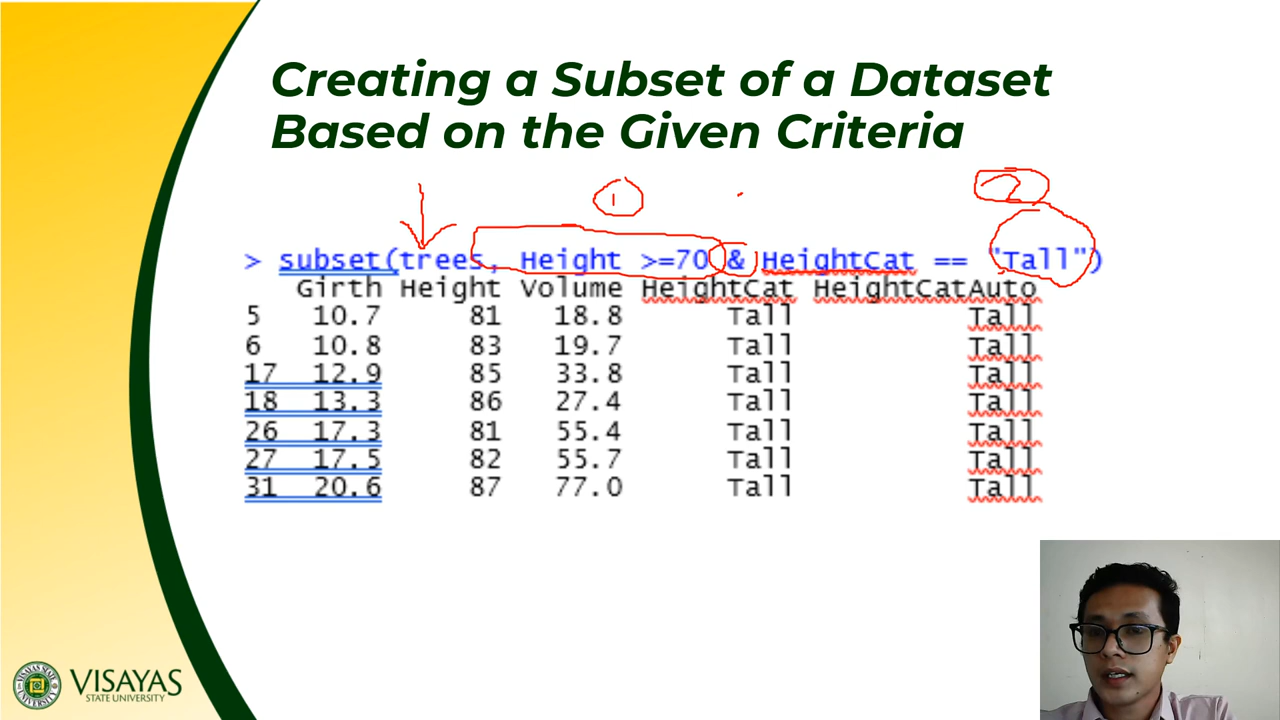 Creating a Subset of a Dataset
Based on the Given Criteria
1
2
> subset(trees, Height >=70 & HeightCat == "Tall")
Girth Height Volume HeightCat HeightCatAuto
5 10.7 81 18.8 Tall Tall
6 10.8 83 19.7 Tall Tall
17 12.9 85 33.8 Tall Tall
18 13.3 86 27.4 Tall Tall
26 17.3 81 55.4 Tall Tall
27 17.5 82 55.7 Tall Tall
31 20.6 87 77.0 Tall Tall
VISAYAS
STATE UNIVERSITY